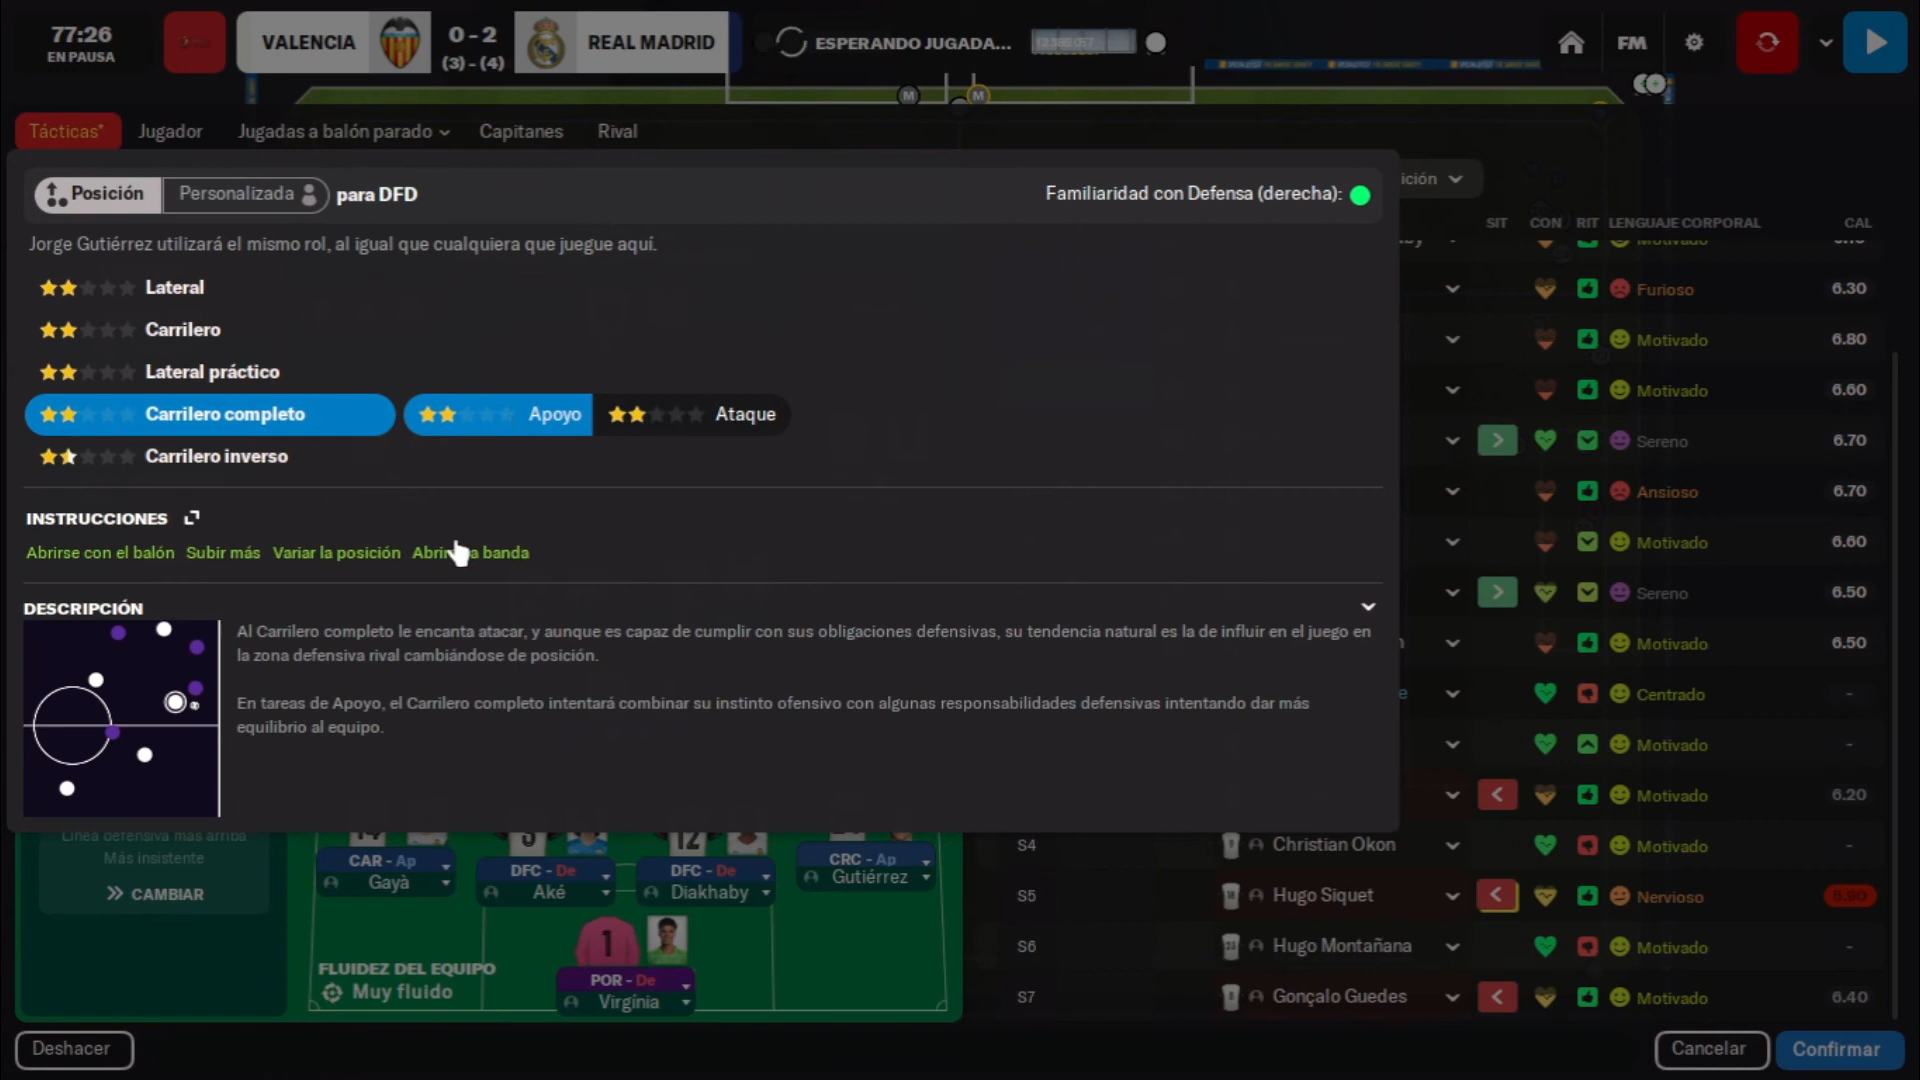 77:26
EN PAUSA
VALENCIA
0 - 2
(3) - (4)
REAL MADRID
ESPERANDO JUGADA...
FM
Tácticas*
Jugador
Jugadas a balón parado
Capitanes
Rival
Posición
Personalizada
para DFD
Familiaridad con Defensa (derecha):
ición
Jorge Gutiérrez utilizará el mismo rol, al igual que cualquiera que juegue aquí.
SIT CON RIT LENGUAJE CORPORAL CAL
Motivado
Lateral
Furioso 6.30
Carrilero
Motivado 6.80
Lateral práctico
Motivado 6.60
Carrilero completo
Apoyo
Ataque
Sereno 6.70
Carrilero inverso
Ansioso 6.70
INSTRUCCIONES
Motivado 6.60
Abrirse con el balón Subir más Variar la posición banda
Sereno 6.50
DESCRIPCIÓN
Al Carrilero completo le encanta atacar, y aunque es capaz de cumplir con sus obligaciones defensivas, su tendencia natural es la de influir en el juego en
la zona defensiva rival cambiándose de posición.
Motivado 6.50
En tareas de Apoyo, el Carrilero completo intentará combinar su instinto ofensivo con algunas responsabilidades defensivas intentando dar más
equilibrio al equipo.
Centrado -
Motivado -
Motivado 6.20
Línea defensiva más arriba
Más insistente
CAMBIAR
CAR - Ap
Gayà
DFC - De
Aké
12
DFC - De
Diakhaby
CRC - Ap
Gutiérrez
1
POR - De
Virgínia
FLUIDEZ DEL EQUIPO
Muy fluido
S4 Christian Okon Motivado -
S5 Hugo Siquet Nervioso
S6 Hugo Montañana Motivado -
S7 Gonçalo Guedes Motivado 6.40
Deshacer
Cancelar
Confirmar